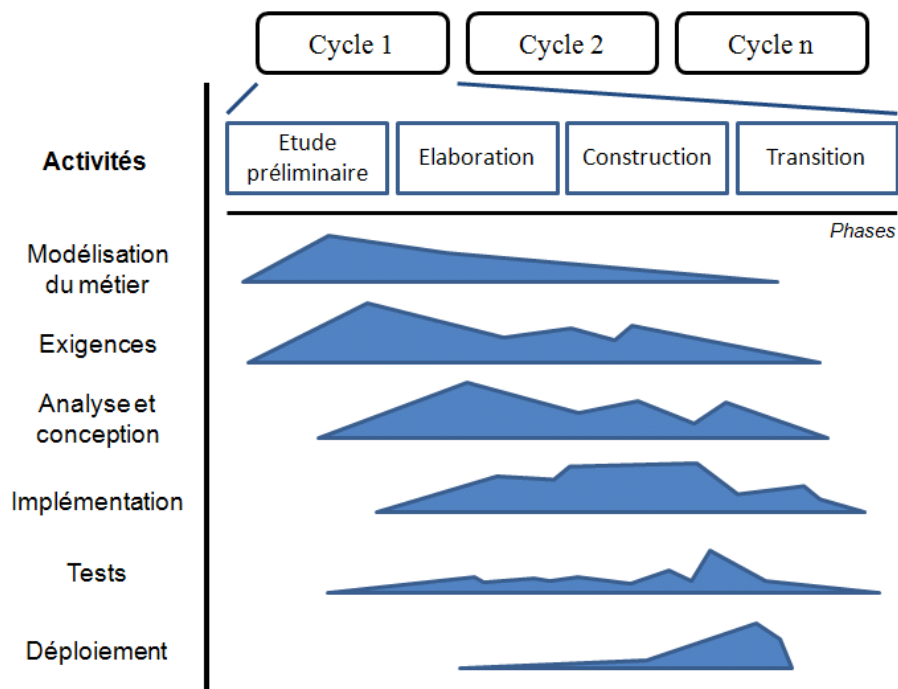 Cycle 1
Cycle 2
Cycle n
Activités
Etude
préliminaire
Elaboration
Construction
Transition
Phases
Modélisation
du métier
Exigences
Analyse et
conception
Implémentation
Tests
Déploiement